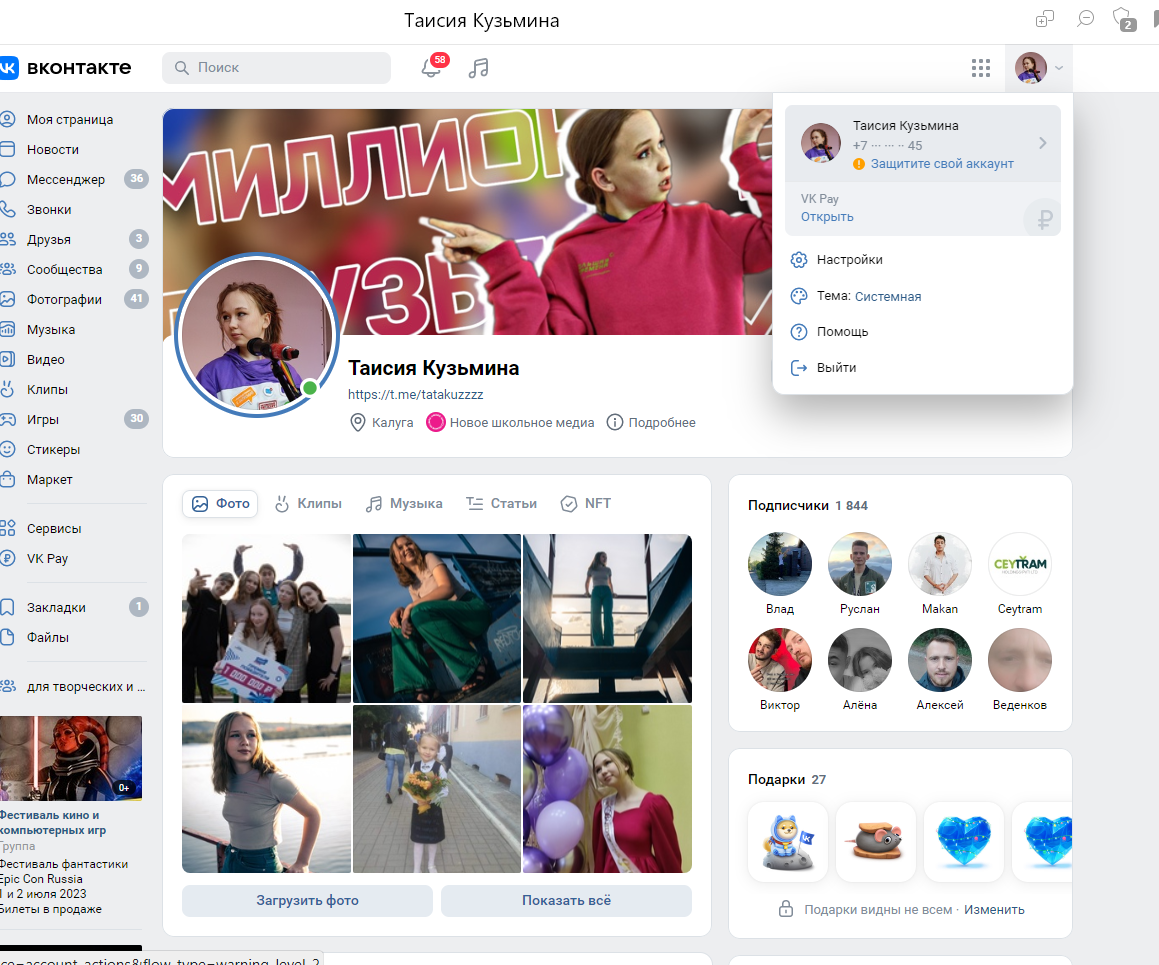 Таисия Кузьмина
2
вконтакте
Поиск
58
Моя страница
Новости
Мессенджер 36
Звонки
Друзья 3
Сообщества 9
Фотографии 41
Музыка
Видео
Клипы
Игры 30
Стикеры
Маркет
Сервисы
VK Pay
Закладки 1
Файлы
для творческих и ...
0+
Фестиваль кино и
компьютерных игр
Группа
Фестиваль фантастики
Epic Con Russia
1 и 2 июля 2023
Билеты в продаже
МИЛЛИОН
УЗЬ
Таисия Кузьмина
https://t.me/tatakuzzzz
Калуга
Новое школьное медиа
Подробнее
Таисия Кузьмина
+7 ··· ··· ·· 45
Защитите свой аккаунт
VK Pay
Открыть
Настройки
Тема: Системная
Помощь
Выйти
Фото
Клипы
Музыка
Статьи
NFT
1 000 000 ₽
Загрузить фото
Показать всё
Подписчики 1 844
CEYTRAM
Влад
Руслан
Makan
Ceytram
Виктор
Алёна
Алексей
Веденков
Подарки 27
Подарки видны не всем · Изменить
ce=account_actions&flow_type=warning_level_2